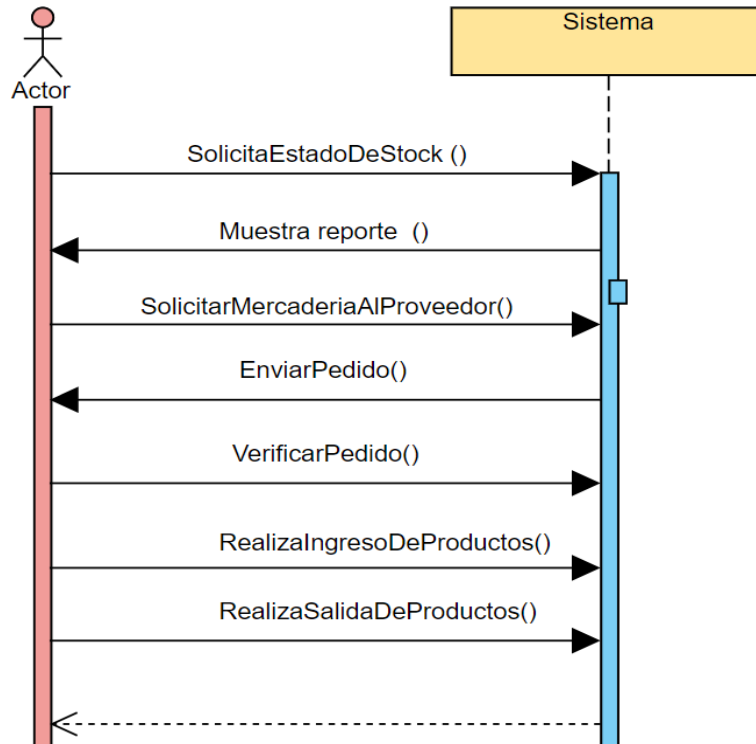 Sistema
Actor
SolicitaEstadoDeStock ()
Muestra reporte  ()
SolicitarMercaderiaAlProveedor()
EnviarPedido()
VerificarPedido()
RealizaIngresoDeProductos()
RealizaSalidaDeProductos()